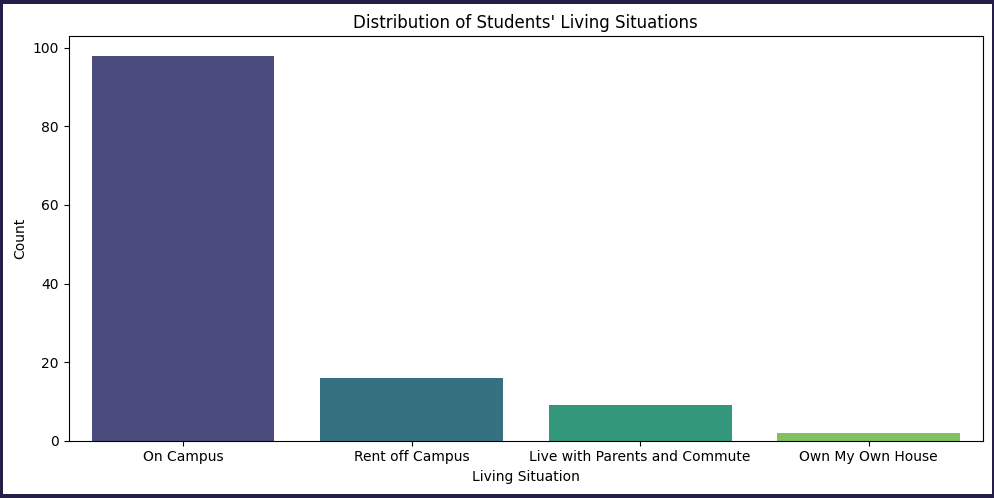 Distribution of Students' Living Situations
100
80
60
40
20
0
Count
On Campus
Rent off Campus
Live with Parents and Commute
Own My Own House
Living Situation